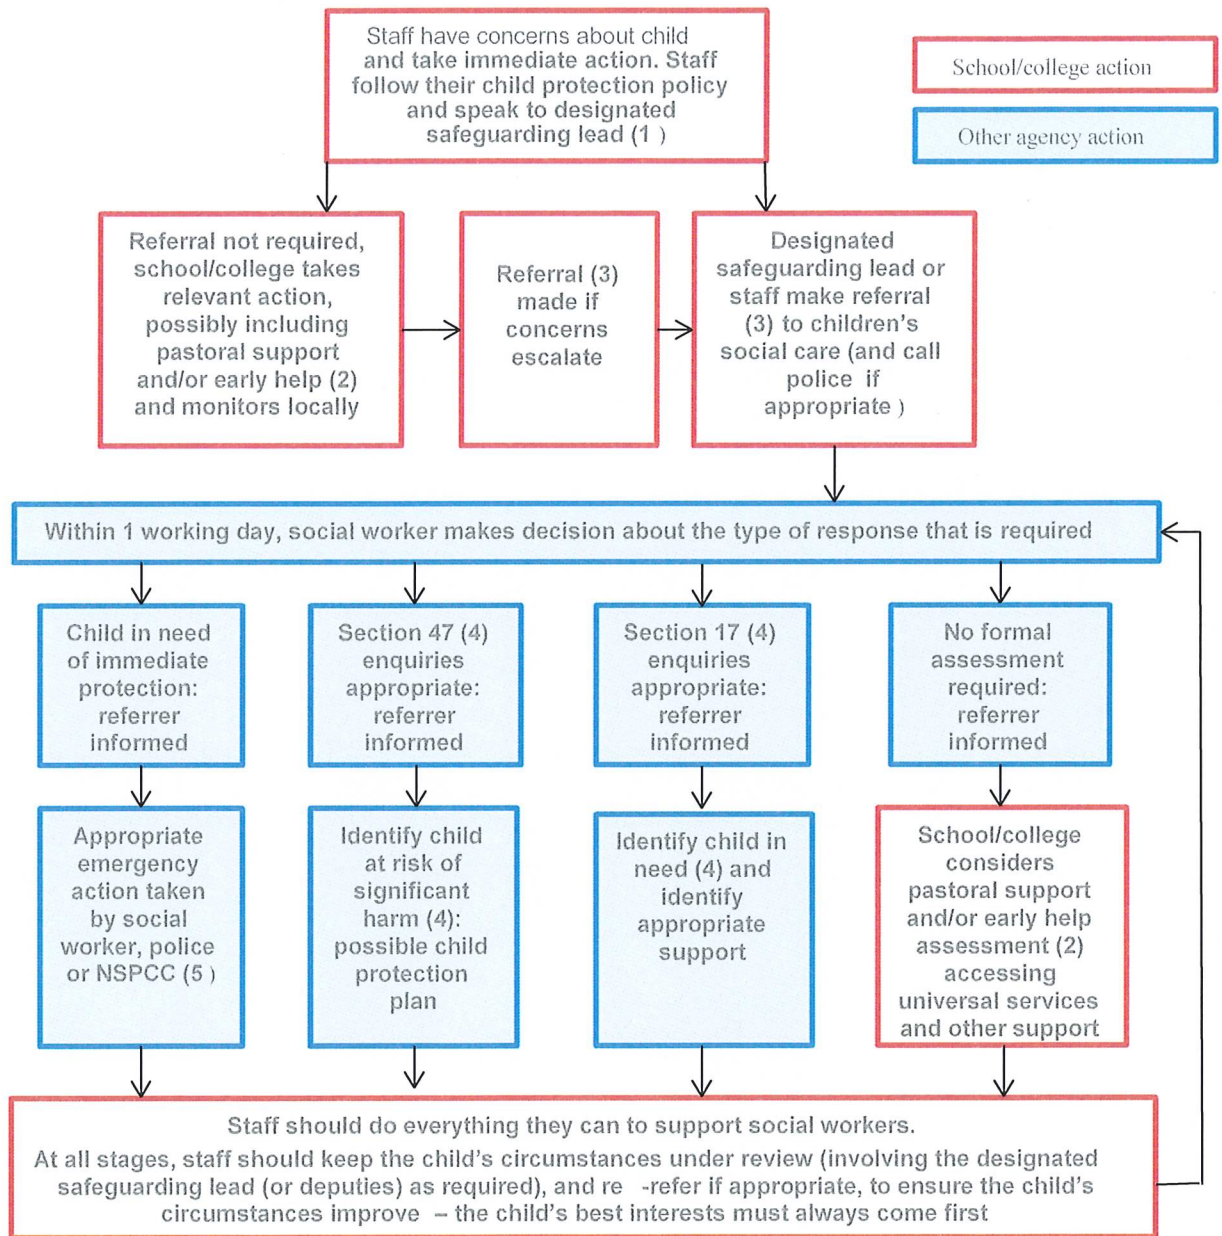 Staff have concerns about child
and take immediate action. Staff
follow their child protection policy
and speak to designated
safeguarding lead (1 )
School/college action
Other agency action
Referral not required,
school/college takes
relevant action,
possibly including
pastoral support
and/or early help (2)
and monitors locally
Referral (3)
made if
concerns
escalate
Designated
safeguarding lead or
staff make referral
(3) to children's
social care (and call
police if
appropriate )
Within 1 working day, social worker makes decision about the type of response that is required
Child in need
of immediate
protection:
referrer
informed
Section 47 (4)
enquiries
appropriate:
referrer
informed
Section 17 (4)
enquiries
appropriate:
referrer
informed
No formal
assessment
required:
referrer
informed
Appropriate
emergency
action taken
by social
worker, police
or NSPCC (5 )
Identify child
at risk of
significant
harm (4):
possible child
protection
plan
Identify child in
need (4) and
identify
appropriate
support
School/college
considers
pastoral support
and/or early help
assessment (2)
accessing
universal services
and other support
Staff should do everything they can to support social workers.
At all stages, staff should keep the child's circumstances under review (involving the designated
safeguarding lead (or deputies) as required), and re -refer if appropriate, to ensure the child's
circumstances improve – the child's best interests must always come first